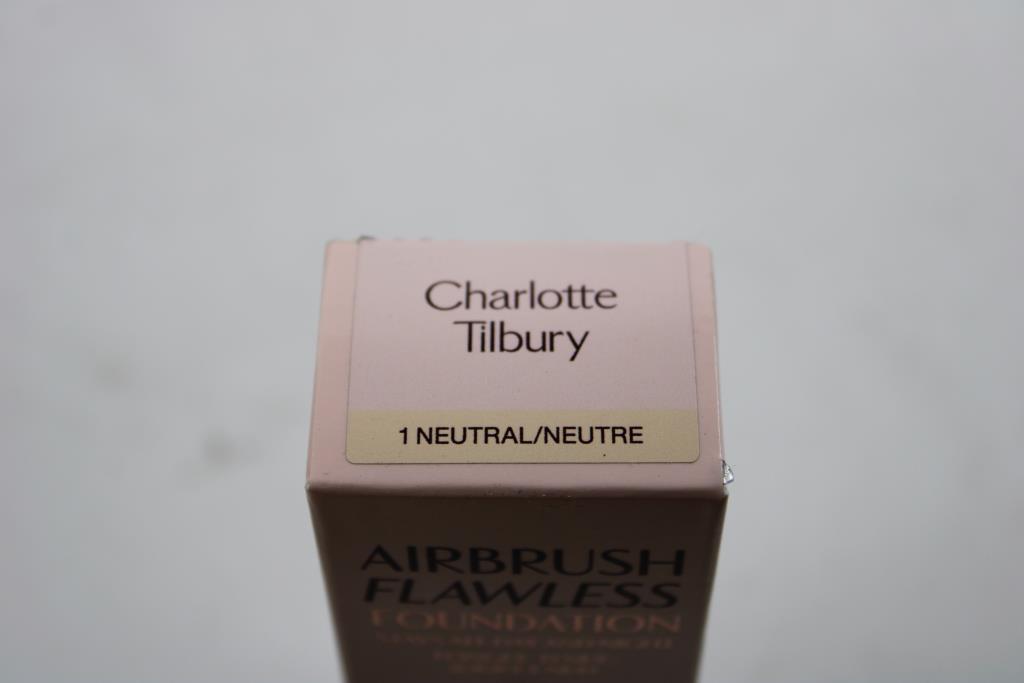 Charlotte
Tilbury
1 NEUTRAL/NEUTRE
AIRBRUSH
FLAWLESS
FOUNDATION